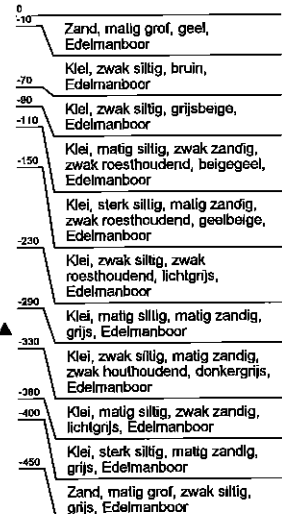 0
-10
Zand, matig grof, geel,
Edelmanboor
-70
Klei, zwak siltig, bruin,
Edelmanboor
-90
Klei, zwak siltig, grijsbeige,
Edelmanboor
-110
Klei, matig siltig, zwak zandig,
zwak roesthoudend, beigegeel,
Edelmanboor
-150
Klei, sterk siltig, matig zandig,
zwak roesthoudend, geelbeige,
Edelmanboor
-230
Klei, zwak siltig, zwak
roesthoudend, lichtgrijs,
Edelmanboor
-290
Klei, matig siltig, matig zandig,
grijs, Edelmanboor
-330
Klei, zwak siltig, matig zandig,
zwak houthoudend, donkergrijs,
Edelmanboor
-380
Klei, matig siltig, zwak zandig,
lichtgrijs, Edelmanboor
-400
Klei, sterk siltig, matig zandig,
grijs, Edelmanboor
-450
Zand, matig grof, zwak siltig,
grijs, Edelmanboor